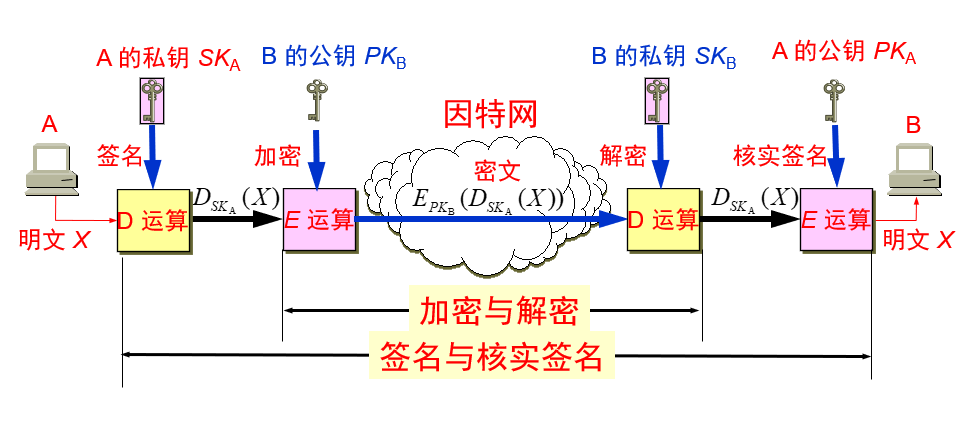 A 的私钥 SK_A
B 的公钥 PK_B
B 的私钥 SK_B
A 的公钥 PK_A
因特网
A
签名
加密
密文
解密
核实签名
B
D_{SK_A}(X)
E_{PK_B}(D_{SK_A}(X))
D_{SK_A}(X)
D 运算
E 运算
D 运算
E 运算
明文 X
明文 X
加密与解密
签名与核实签名